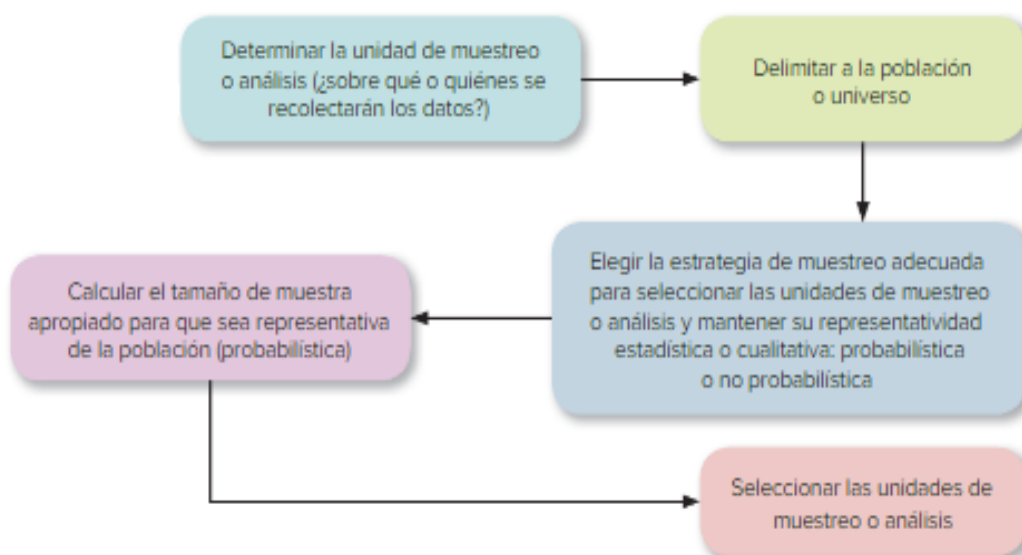 Determinar la unidad de muestreo
o análisis (¿sobre qué o quiénes se
recolectarán los datos?)
Delimitar a la población
o universo
Elegir la estrategia de muestreo adecuada
para seleccionar las unidades de muestreo
o análisis y mantener su representatividad
estadística o cualitativa: probabilística
o no probabilística
Calcular el tamaño de muestra
apropiado para que sea representativa
de la población (probabilística)
Seleccionar las unidades de
muestreo o análisis